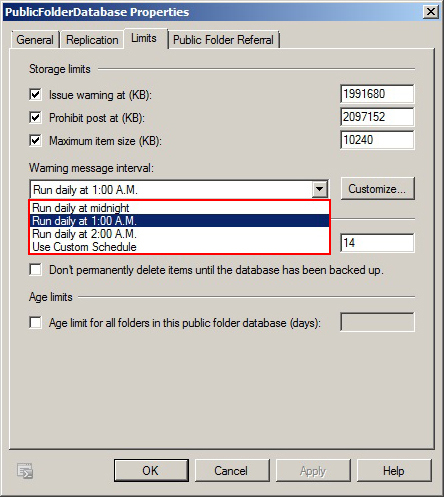 PublicFolderDatabase Properties
General Replication Limits Public Folder Referral
Storage limits
Issue warning at (KB): 1991680
Prohibit post at (KB): 2097152
Maximum item size (KB): 10240
Warning message interval:
Run daily at 1:00 A.M. Customize...
Run daily at midnight
Run daily at 1:00 A.M.
Run daily at 2:00 A.M.
Use Custom Schedule
14
Don't permanently delete items until the database has been backed up.
Age limits
Age limit for all folders in this public folder database (days):
OK Cancel Apply Help